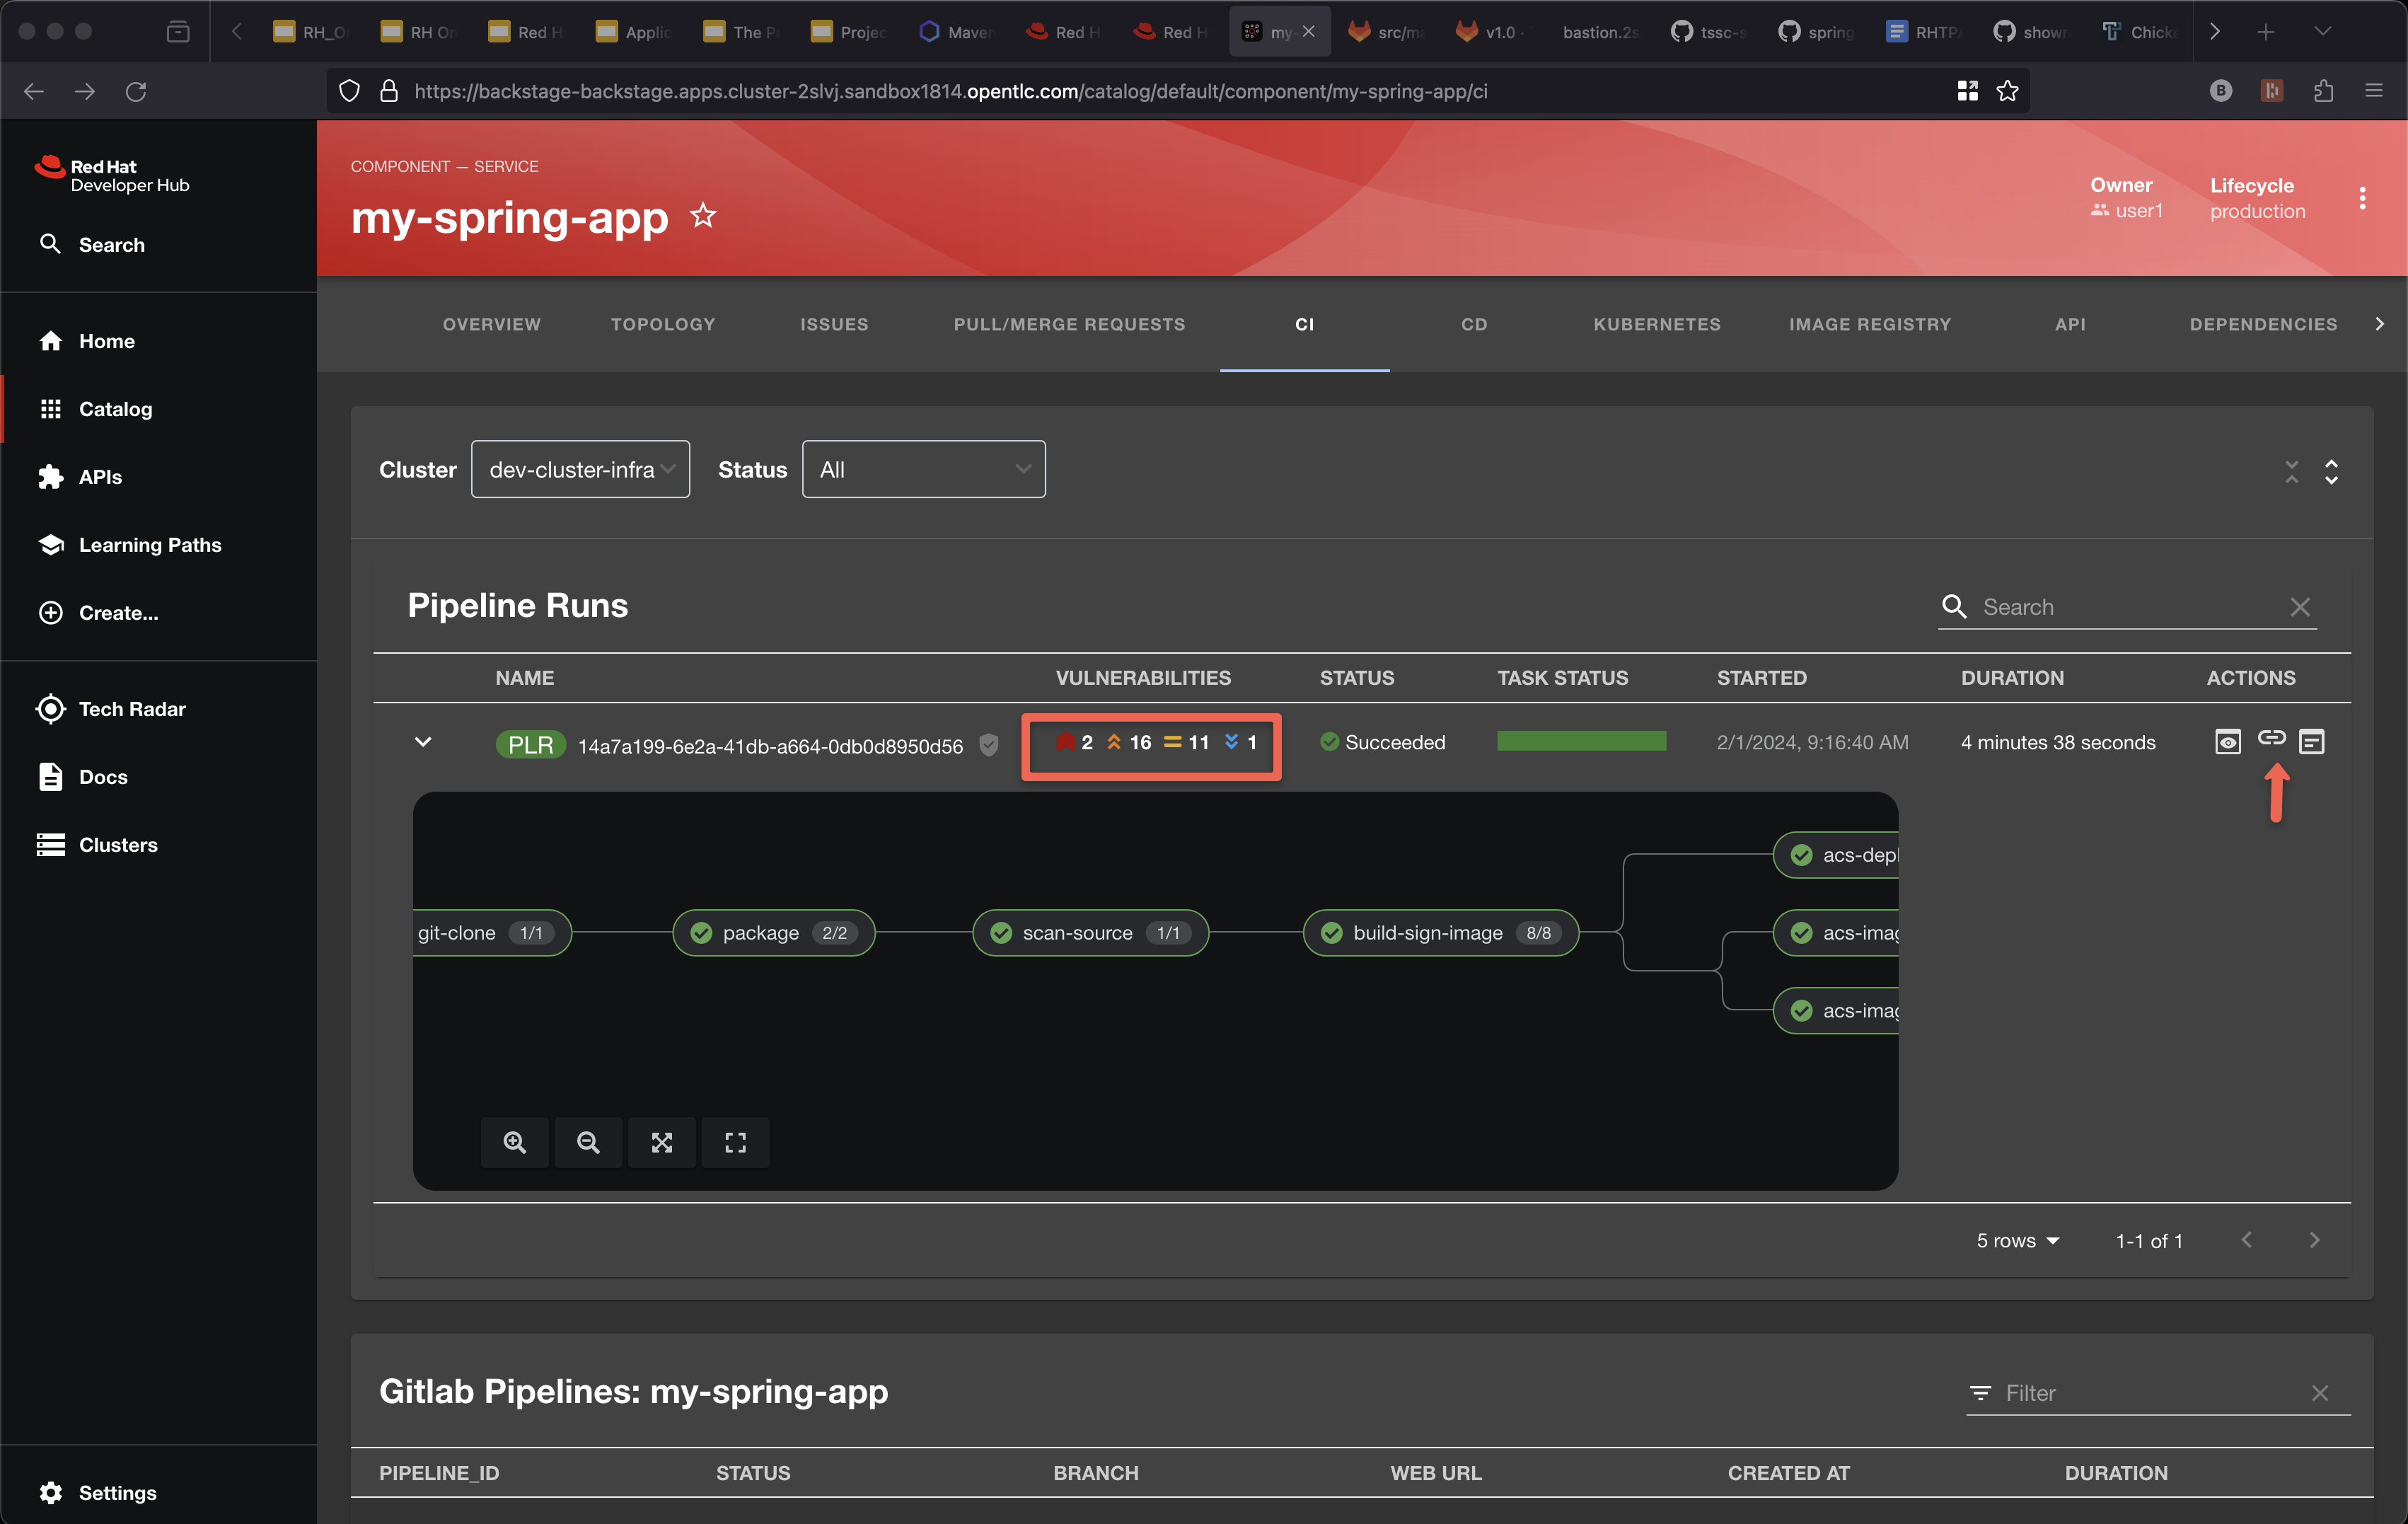 RH_O
RH On
Red H
Applic
The Pa
Projec
Maven
Red H
Red H
my-
src/ma
v1.0 ·
bastion.2s
tssc-s
spring
RHTPA
show
Chicke
https://backstage-backstage.apps.cluster-2slvj.sandbox1814.opentlc.com/catalog/default/component/my-spring-app/ci
B
Red Hat
Developer Hub
Search
Home
Catalog
APIs
Learning Paths
Create...
Tech Radar
Docs
Clusters
Settings
COMPONENT — SERVICE
my-spring-app
Owner
user1
Lifecycle
production
OVERVIEW TOPOLOGY ISSUES PULL/MERGE REQUESTS CI CD KUBERNETES IMAGE REGISTRY API DEPENDENCIES
Cluster dev-cluster-infra Status All
Pipeline Runs
Search
NAME VULNERABILITIES STATUS TASK STATUS STARTED DURATION ACTIONS
PLR 14a7a199-6e2a-41db-a664-0db0d8950d56 2 16 11 1 Succeeded 2/1/2024, 9:16:40 AM 4 minutes 38 seconds
acs-depl
git-clone 1/1 package 2/2 scan-source 1/1 build-sign-image 8/8 acs-imag
acs-imag
5 rows 1-1 of 1
Gitlab Pipelines: my-spring-app
Filter
PIPELINE_ID STATUS BRANCH WEB URL CREATED AT DURATION